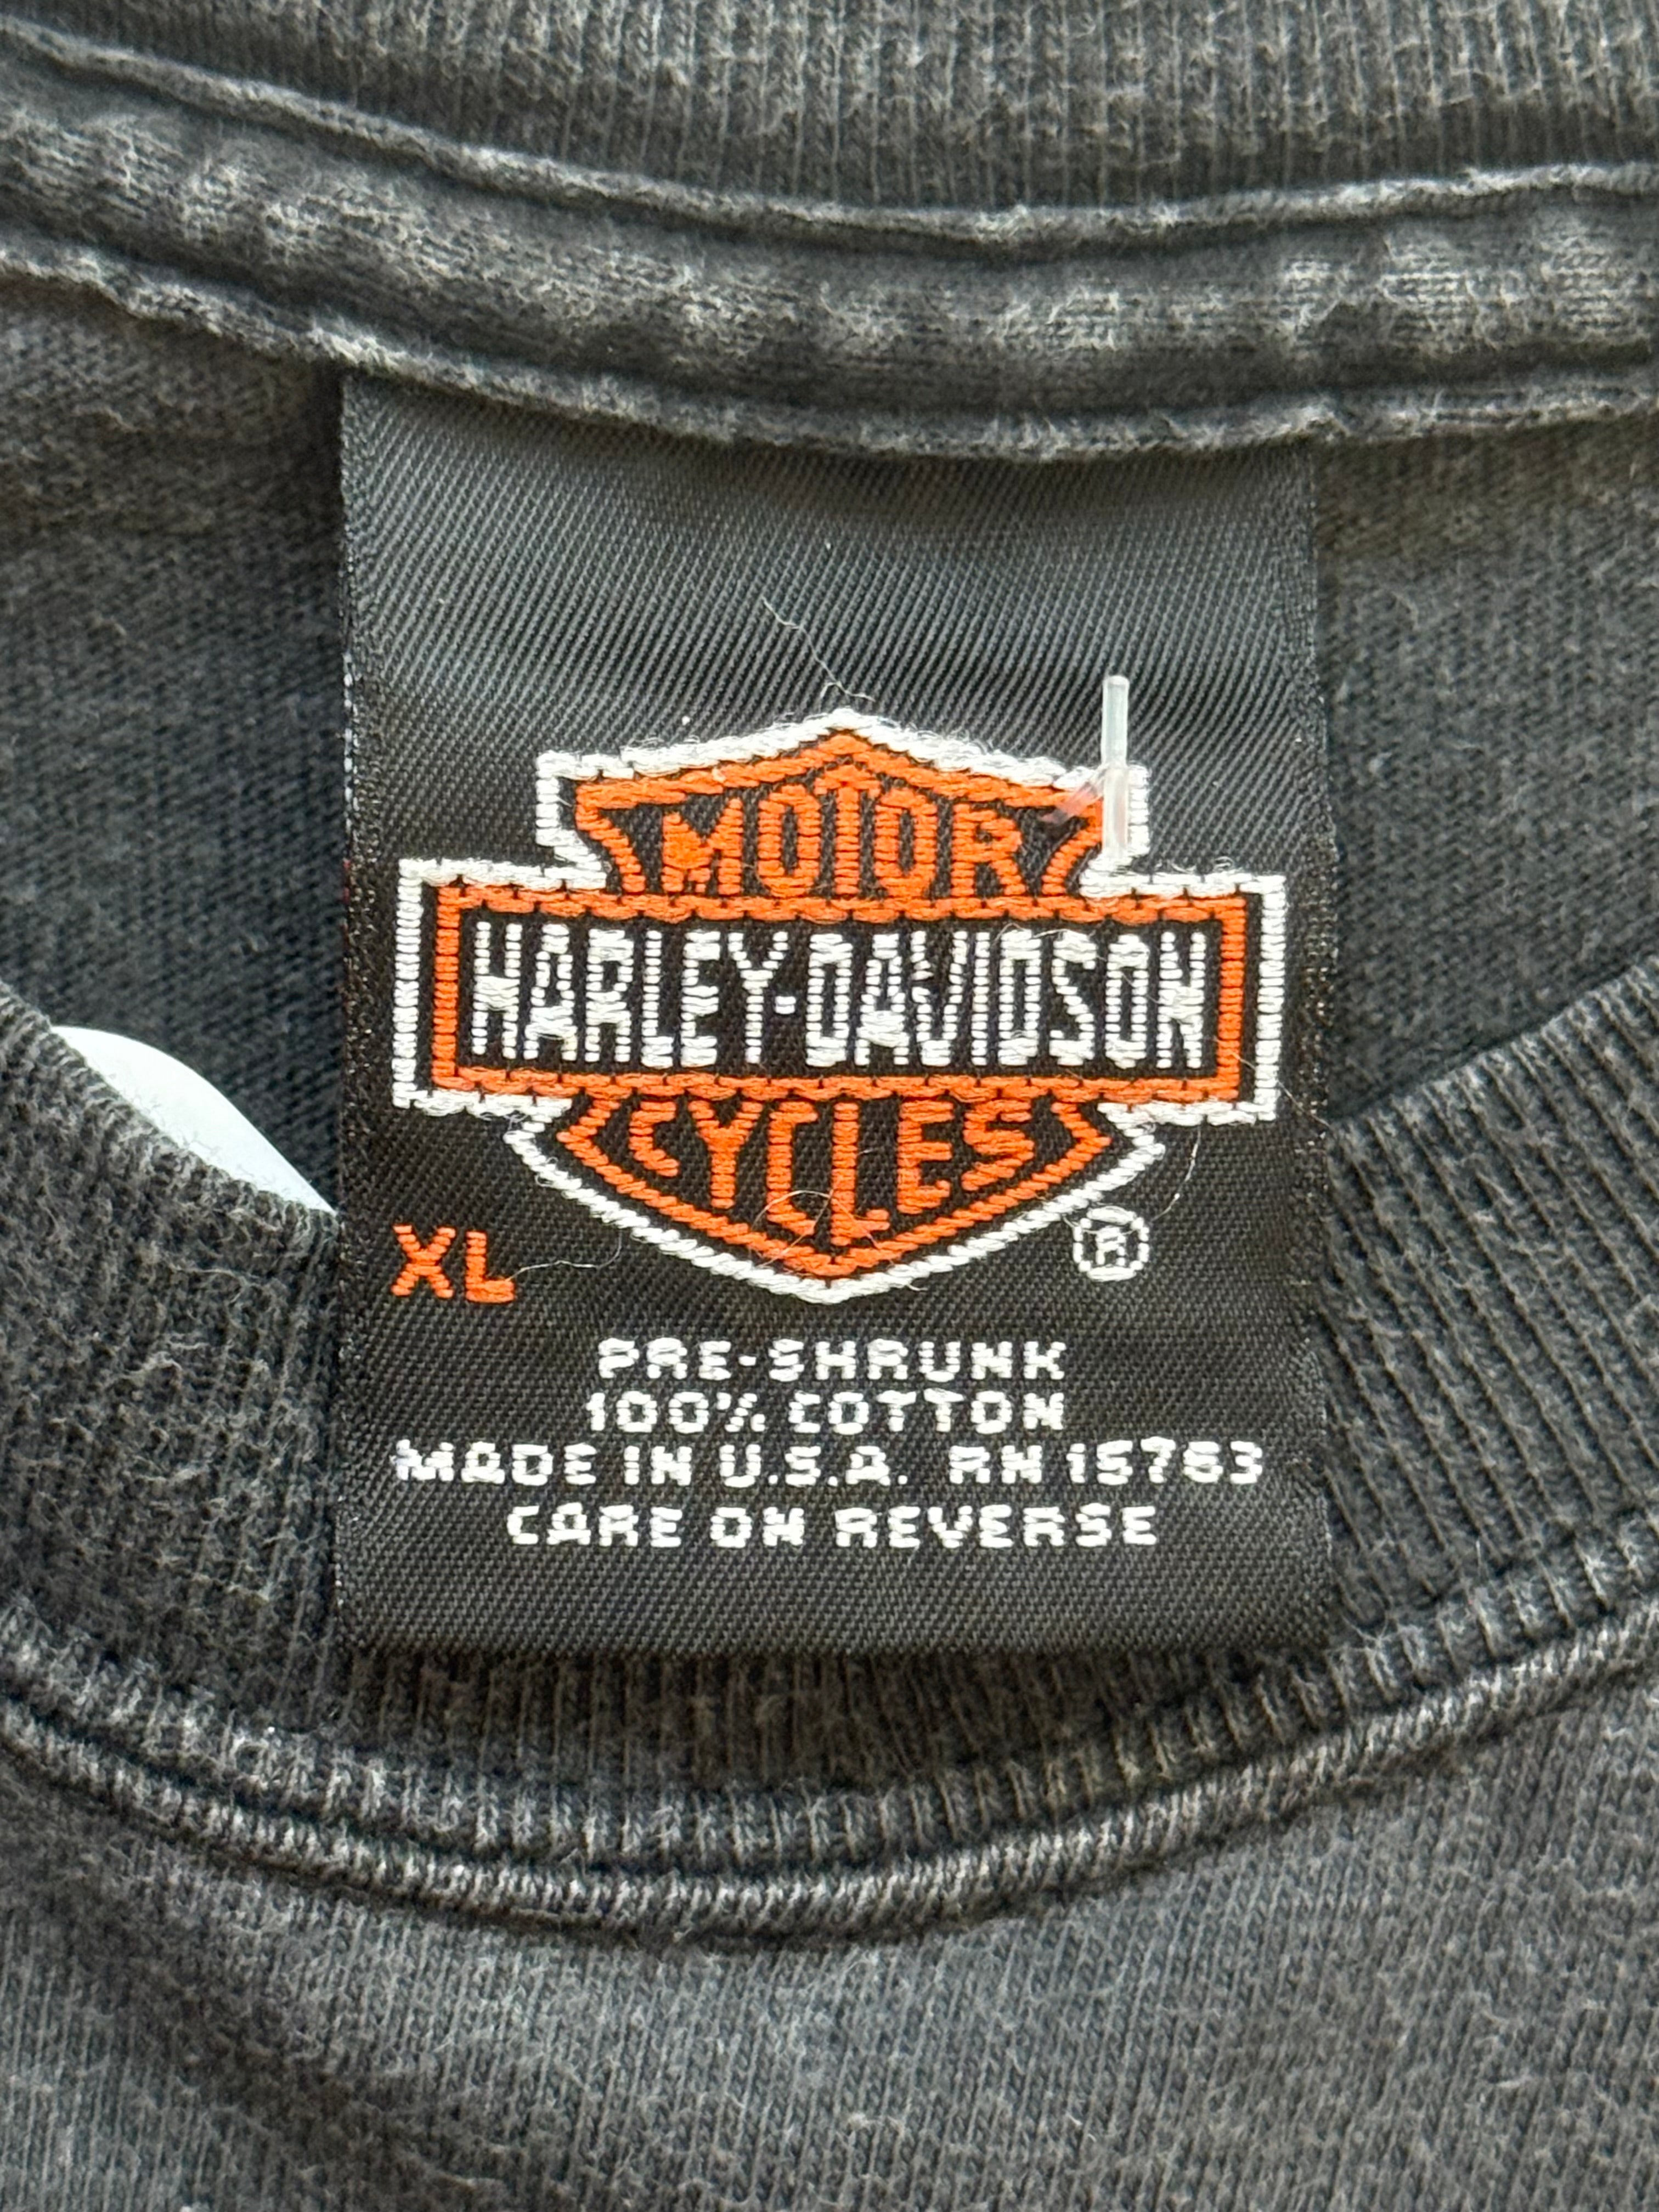 MOTOR
HARLEY-DAVIDSON
CYCLES
XL
®
PRE-SHRUNK
100% COTTON
MADE IN U.S.A. RN 15763
CARE ON REVERSE